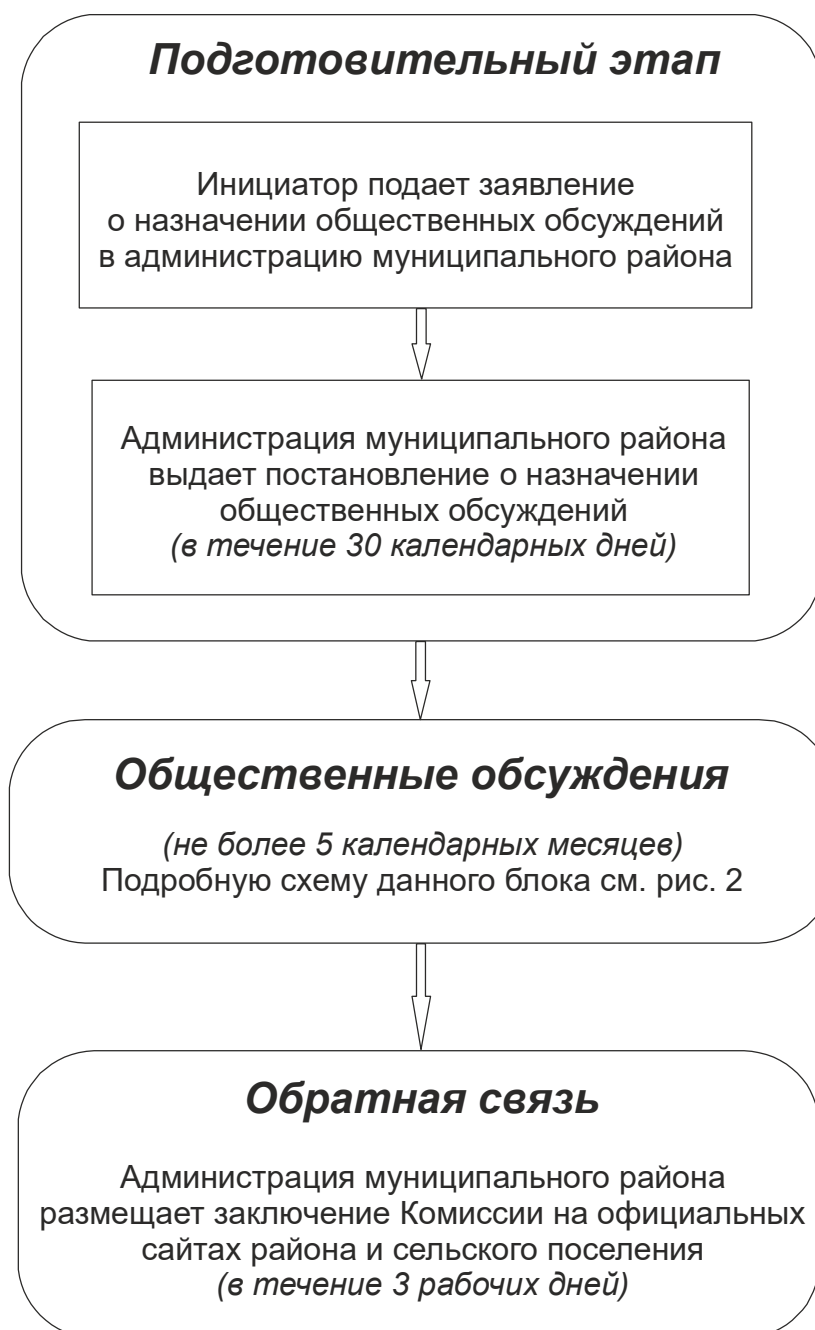 Подготовительный этап
Инициатор подает заявление
о назначении общественных обсуждений
в администрацию муниципального района
Администрация муниципального района
выдает постановление о назначении
общественных обсуждений
(в течение 30 календарных дней)
Общественные обсуждения
(не более 5 календарных месяцев)
Подробную схему данного блока см. рис. 2
Обратная связь
Администрация муниципального района
размещает заключение Комиссии на официальных
сайтах района и сельского поселения
(в течение 3 рабочих дней)